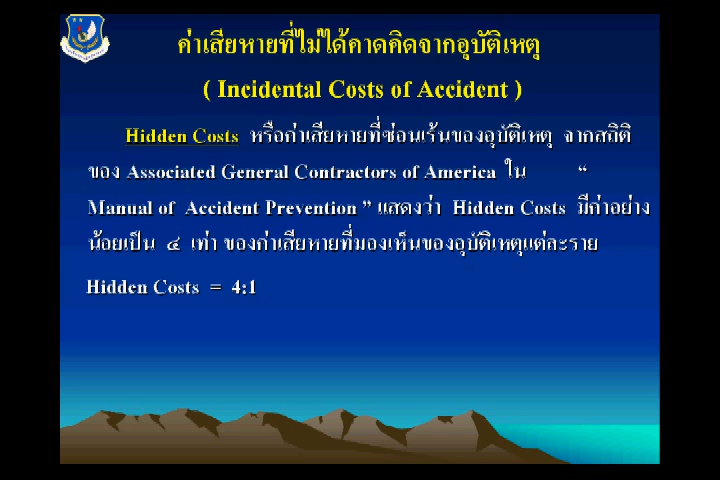 ค่าเสียหายที่ไม่ได้คาดคิดจากอุบัติเหตุ
( Incidental Costs of Accident )
Hidden Costs หรือค่าเสียหายที่ซ่อนเร้นของอุบัติเหตุ จากสถิติ
ของ Associated General Contractors of America ใน “
Manual of Accident Prevention ” แสดงว่า Hidden Costs มีค่าอย่าง
น้อยเป็น ๔ เท่า ของค่าเสียหายที่มองเห็นของอุบัติเหตุแต่ละราย
Hidden Costs = 4:1